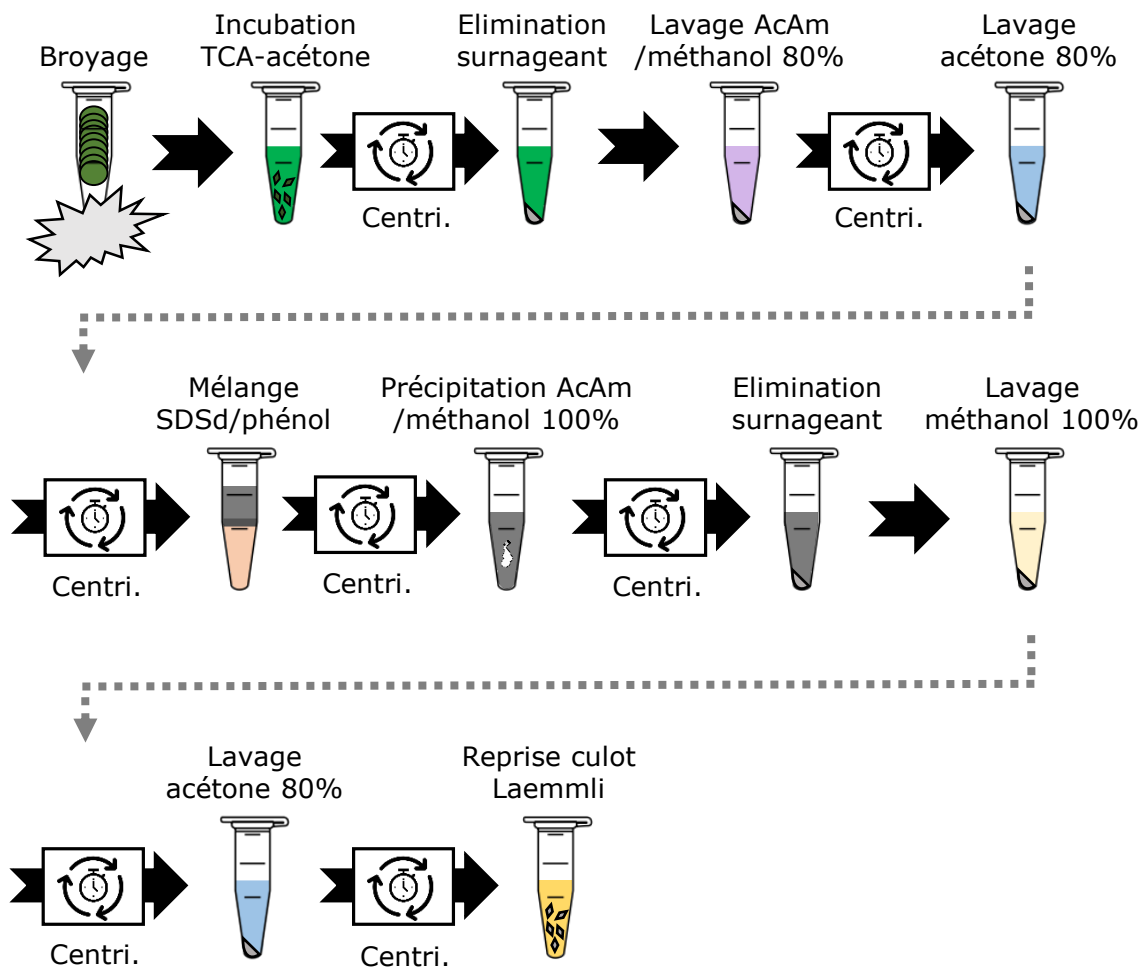 Broyage
Incubation
TCA-acétone
Elimination
surnageant
Lavage AcAm
/méthanol 80%
Lavage
acétone 80%
Centri.
Centri.
Mélange
SDSd/phénol
Précipitation AcAm
/méthanol 100%
Elimination
surnageant
Lavage
méthanol 100%
Centri.
Centri.
Centri.
Lavage
acétone 80%
Reprise culot
Laemmli
Centri.
Centri.